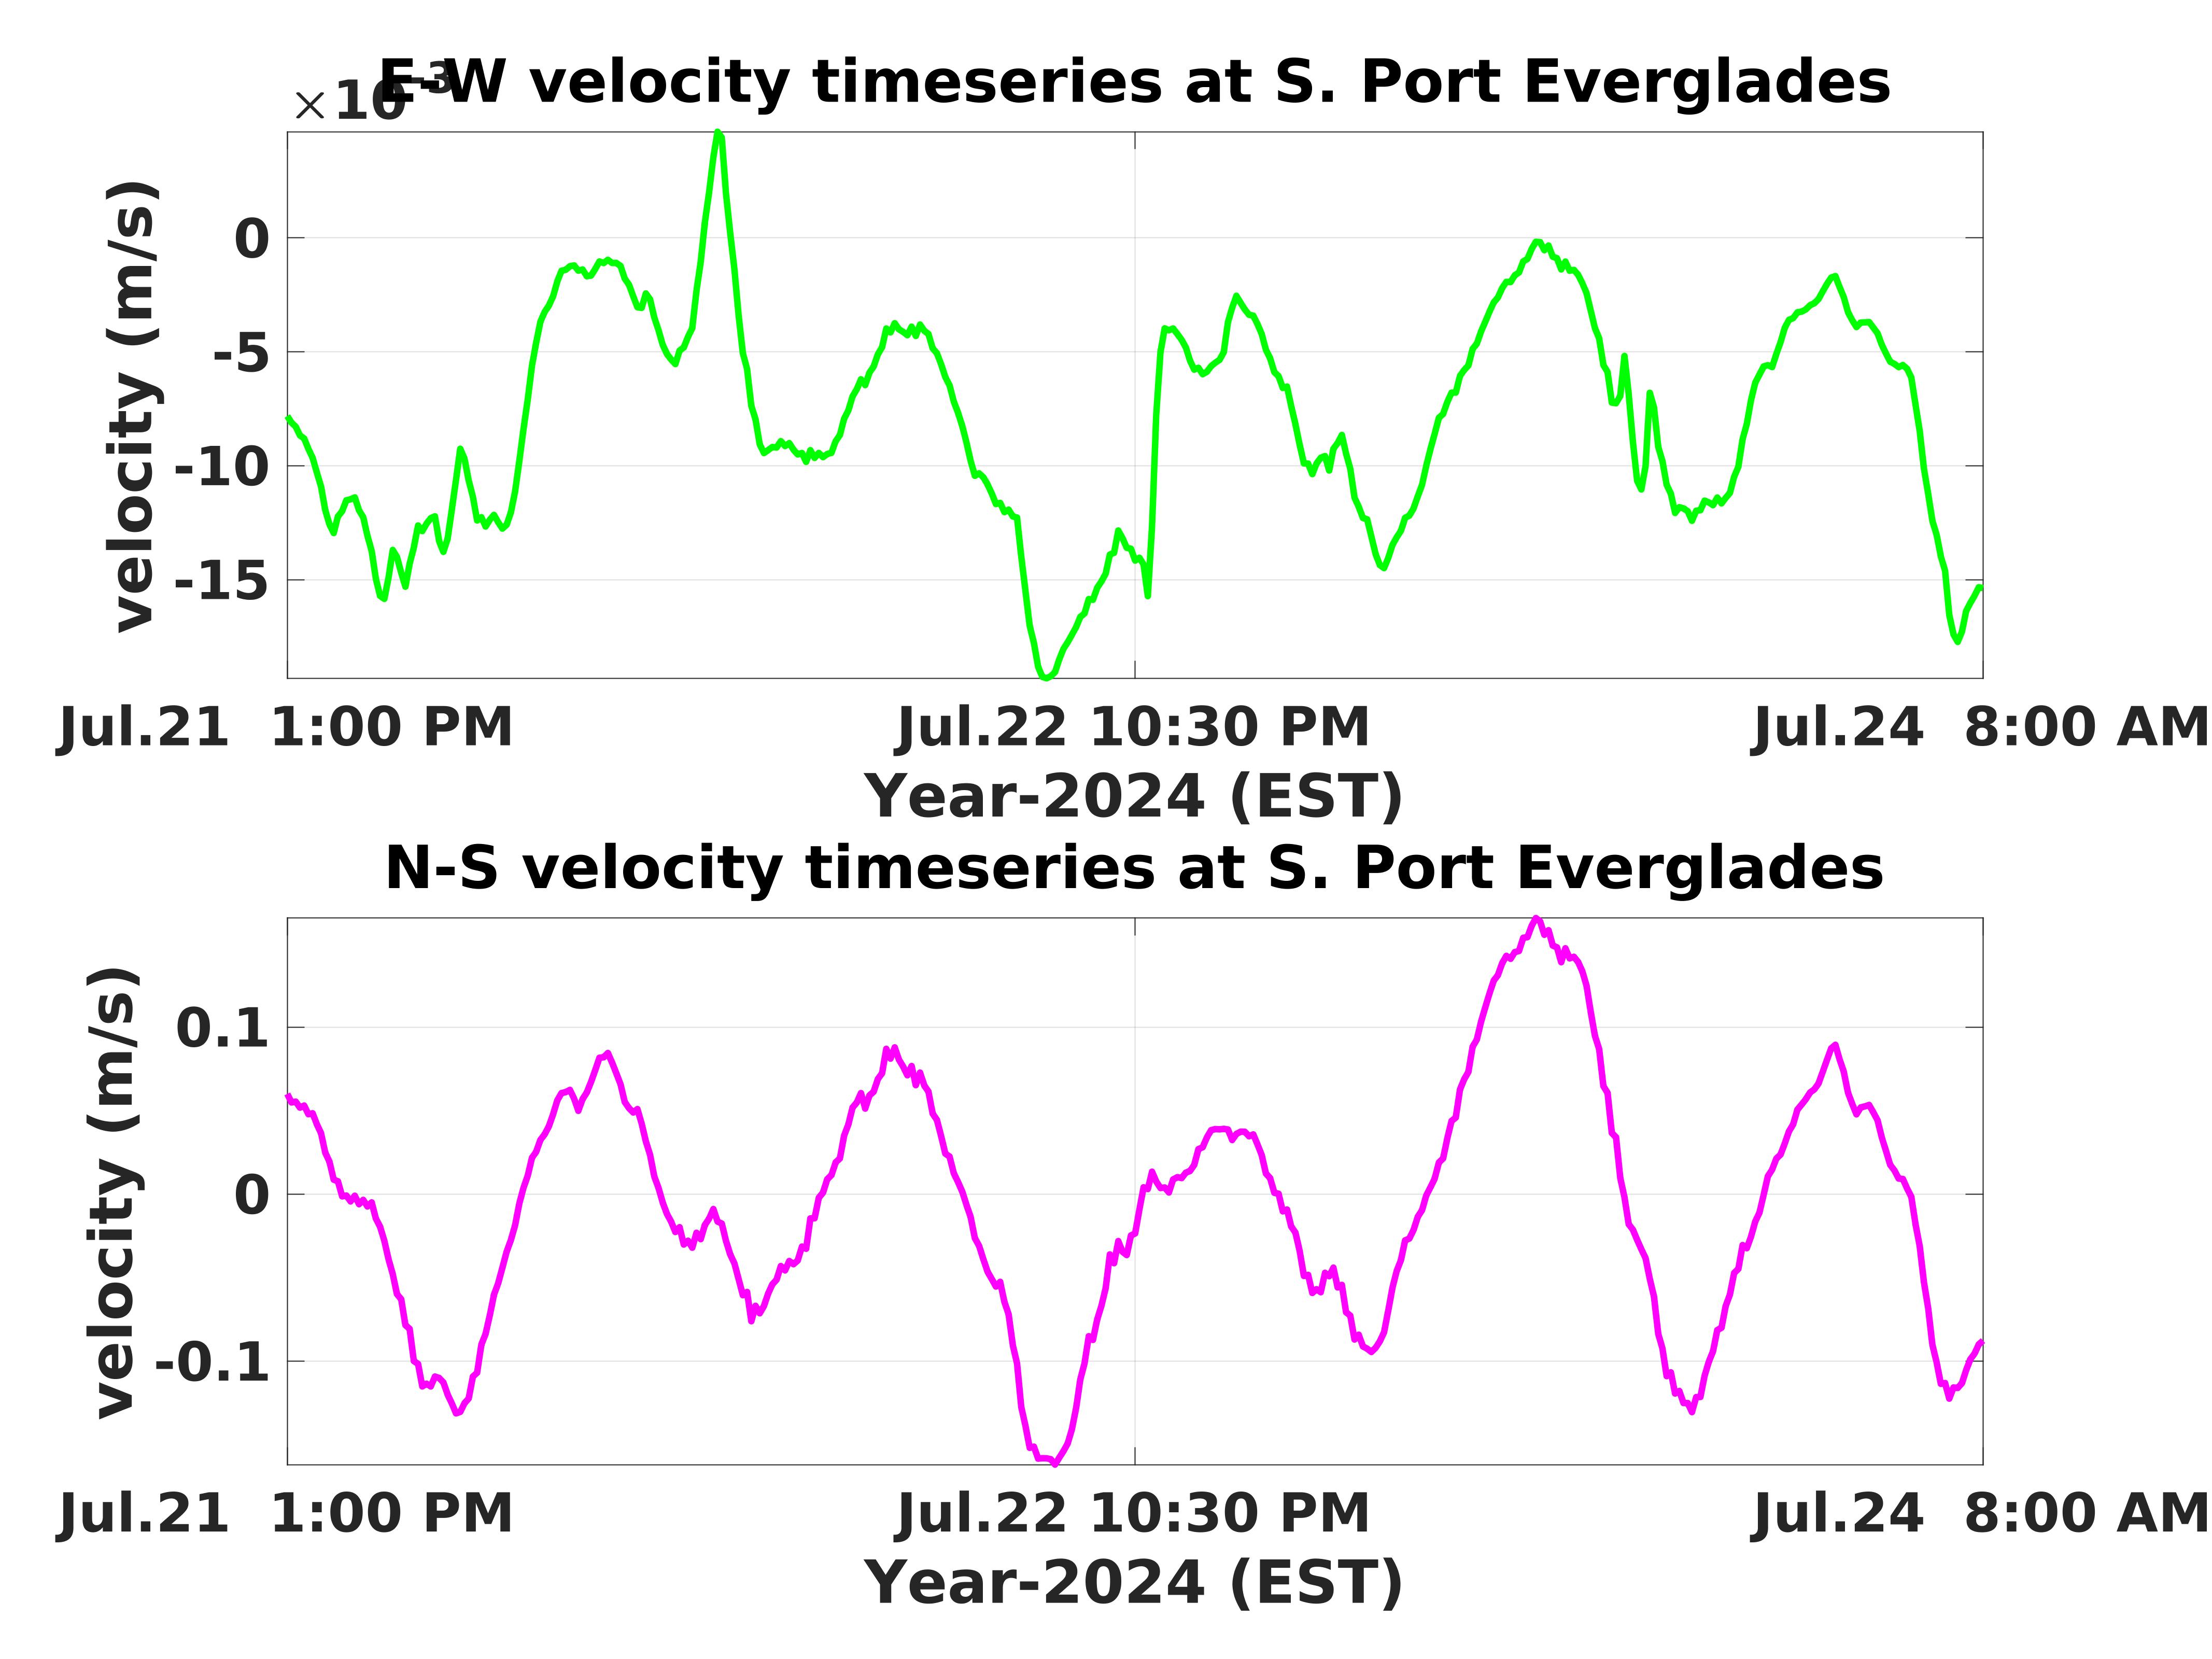 ×10-3
E-W velocity timeseries at S. Port Everglades
velocity (m/s)
0
-5
-10
-15
Jul.21  1:00 PM
Jul.22 10:30 PM
Jul.24  8:00 AM
Year-2024 (EST)
N-S velocity timeseries at S. Port Everglades
velocity (m/s)
0.1
0
-0.1
Jul.21  1:00 PM
Jul.22 10:30 PM
Jul.24  8:00 AM
Year-2024 (EST)